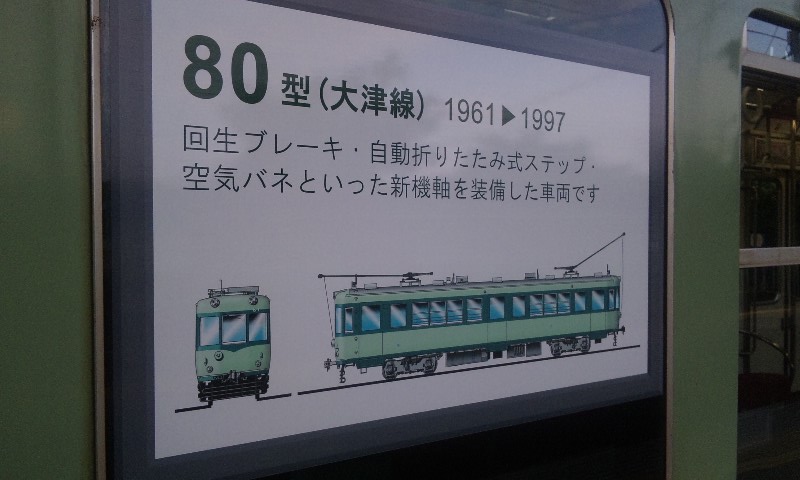 80型(大津線) 1961▶1997
回生ブレーキ・自動折りたたみ式ステップ・
空気バネといった新機軸を装備した車両です